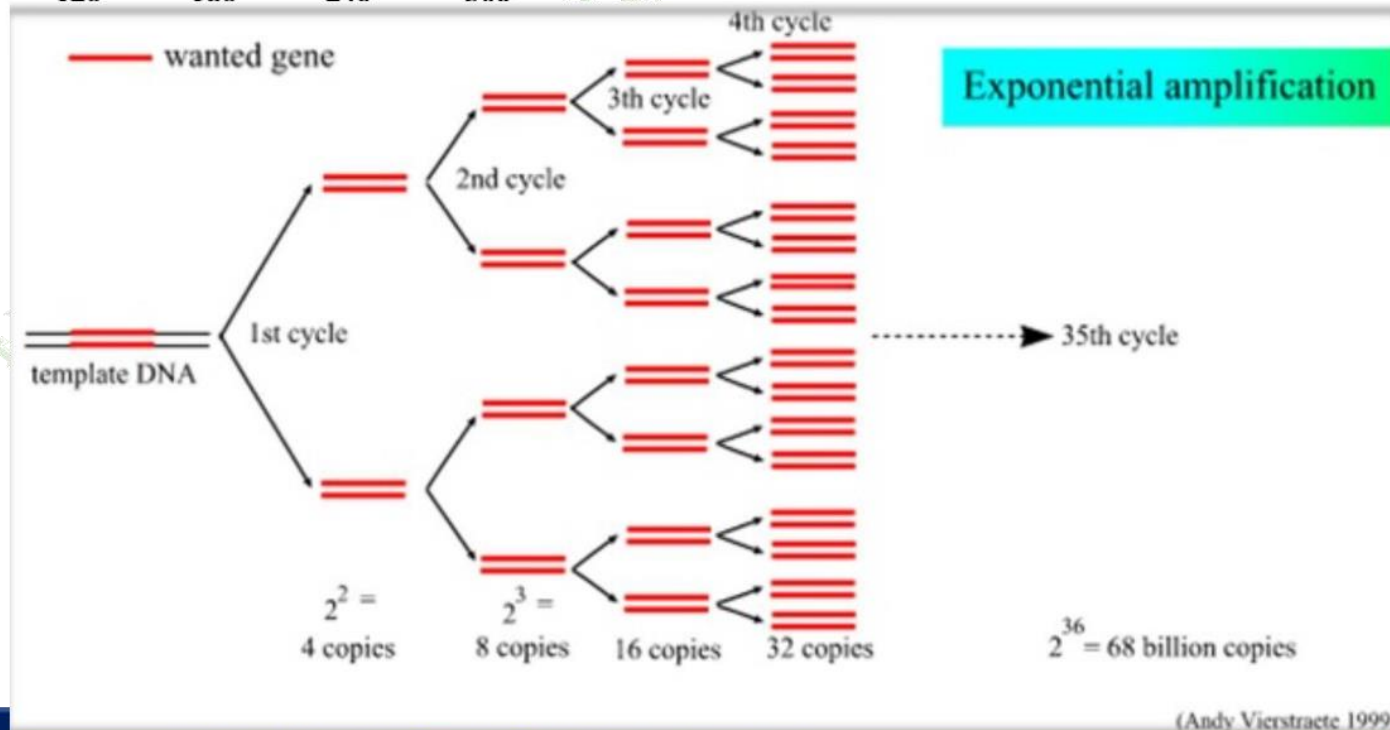 4th cycle
wanted gene
Exponential amplification
3th cycle
2nd cycle
1st cycle
35th cycle
template DNA
2² =
4 copies
2³ =
8 copies
16 copies
32 copies
2³⁶ = 68 billion copies
(Andy Vierstraete 1999